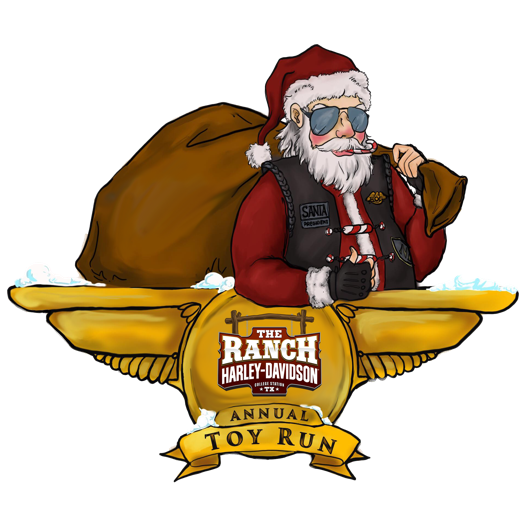 SANTA
THE
RANCH
HARLEY-DAVIDSON
COLLEGE STATION
TX
ANNUAL
TOY RUN